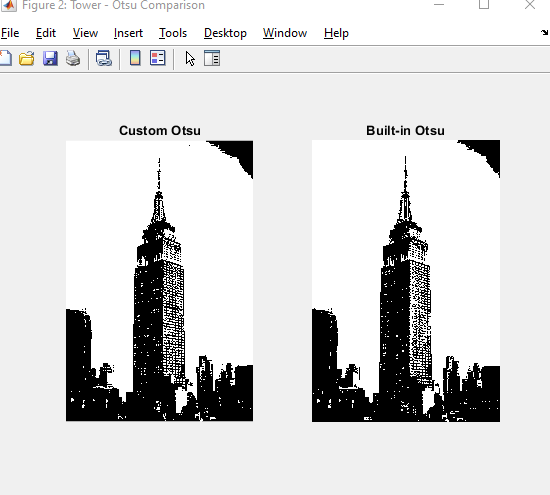 Figure 2: Tower - Otsu Comparison
File Edit View Insert Tools Desktop Window Help
Custom Otsu Built-in Otsu